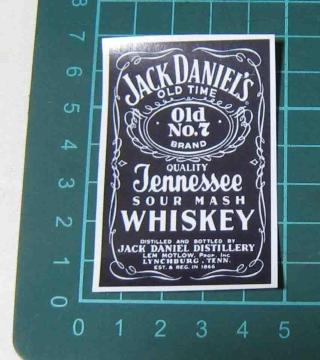 JACK DANIEL'S
OLD TIME
Old
No.7
BRAND
QUALITY
Tennessee
SOUR MASH
WHISKEY
DISTILLED AND BOTTLED BY
JACK DANIEL DISTILLERY
LEM MOTLOW, Prop. Inc.
LYNCHBURG, TENN.
EST. & REG. IN 1866
8
7
6
5
4
3
2
1
0
0 1 2 3 4 5